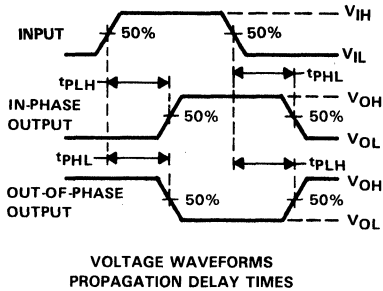 INPUT
50%
50%
VIH
VIL
tPLH
tPHL
IN-PHASE
OUTPUT
50%
50%
VOH
VOL
tPHL
tPLH
OUT-OF-PHASE
OUTPUT
50%
50%
VOH
VOL
VOLTAGE WAVEFORMS
PROPAGATION DELAY TIMES